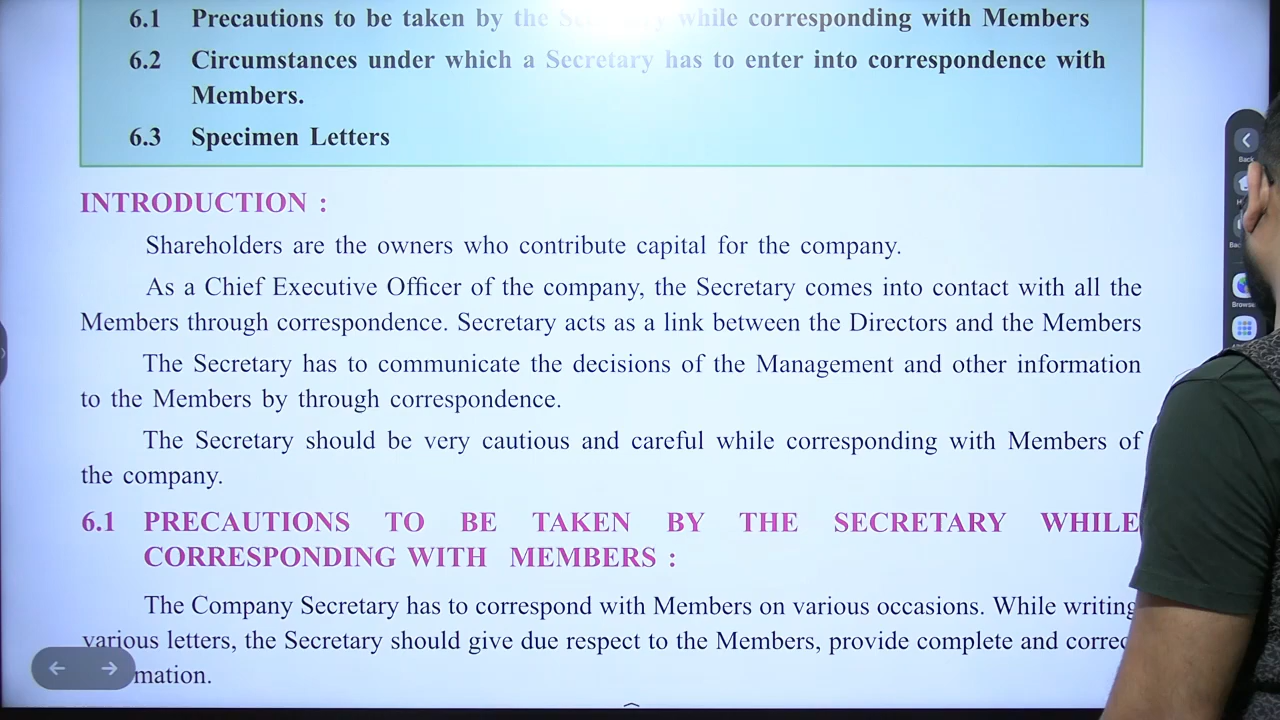 6.1 Precautions to be taken by the Secretary while corresponding with Members
6.2 Circumstances under which a Secretary has to enter into correspondence with
Members.
6.3 Specimen Letters
INTRODUCTION :
Shareholders are the owners who contribute capital for the company.
As a Chief Executive Officer of the company, the Secretary comes into contact with all the
Members through correspondence. Secretary acts as a link between the Directors and the Members
The Secretary has to communicate the decisions of the Management and other information
to the Members by through correspondence.
The Secretary should be very cautious and careful while corresponding with Members of
the company.
6.1 PRECAUTIONS TO BE TAKEN BY THE SECRETARY WHILE
CORRESPONDING WITH MEMBERS :
The Company Secretary has to correspond with Members on various occasions. While writing
various letters, the Secretary should give due respect to the Members, provide complete and correc
mation.
Back